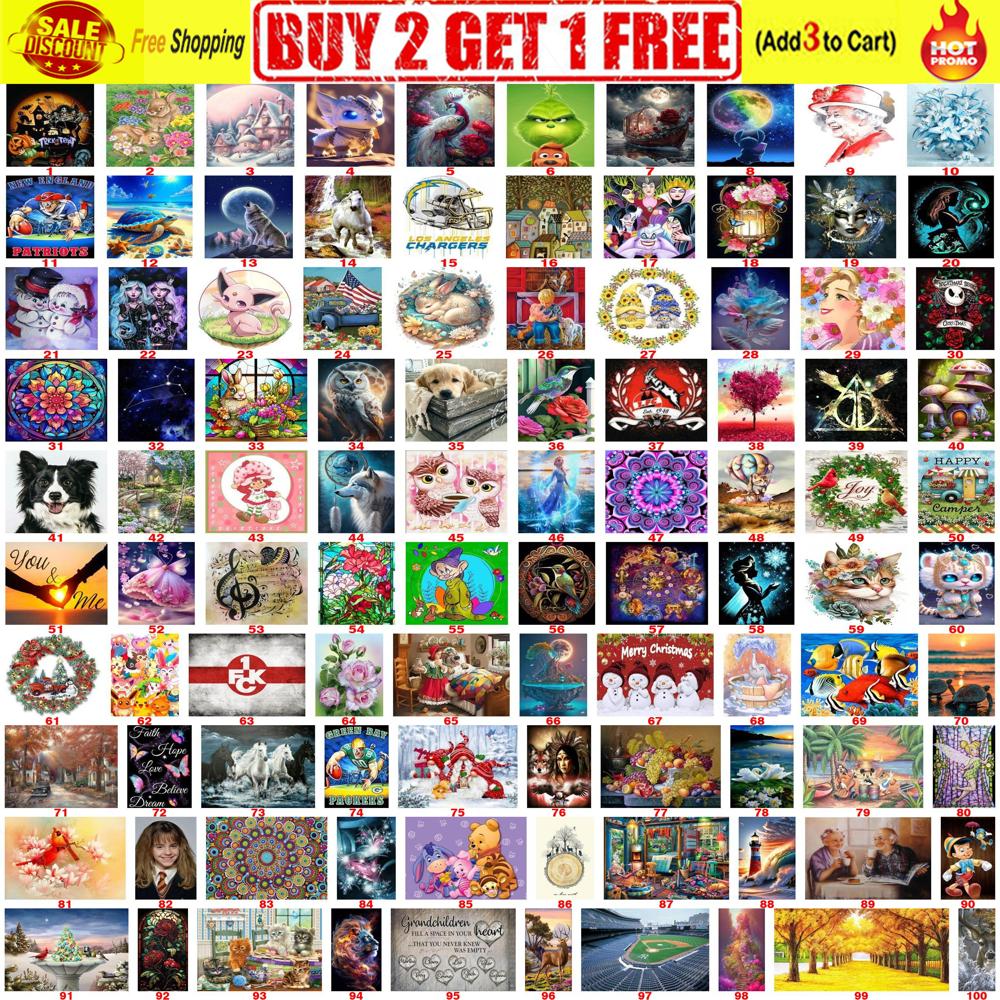 SALE
DISCOUNT
Free Shopping
BUY 2 GET 1 FREE
(Add 3 to Cart)
HOT
PROMO
1 2 3 4 5 6 7 8 9 10
NEW ENGLAND
PATRIOTS
LOS ANGELES
CHARGERS
11 12 13 14 15 16 17 18 19 20
NIGHTMARE BEFORE
CHRISTMAS
21 22 23 24 25 26 27 28 29 30
31 32 33 34 35 36 37 38 39 40
Joy
HAPPY
Camper
41 42 43 44 45 46 47 48 49 50
You
&
Me
51 52 53 54 55 56 57 58 59 60
1
FKC
Merry Christmas
61 62 63 64 65 66 67 68 69 70
Faith
Hope
Love
Believe
Dream
GREEN BAY
PACKERS
71 72 73 74 75 76 77 78 79 80
81 82 83 84 85 86 87 88 89 90
Grandchildren
FILL A SPACE IN YOUR heart
...THAT YOU NEVER KNEW
WAS EMPTY
91 92 93 94 95 96 97 98 99 100